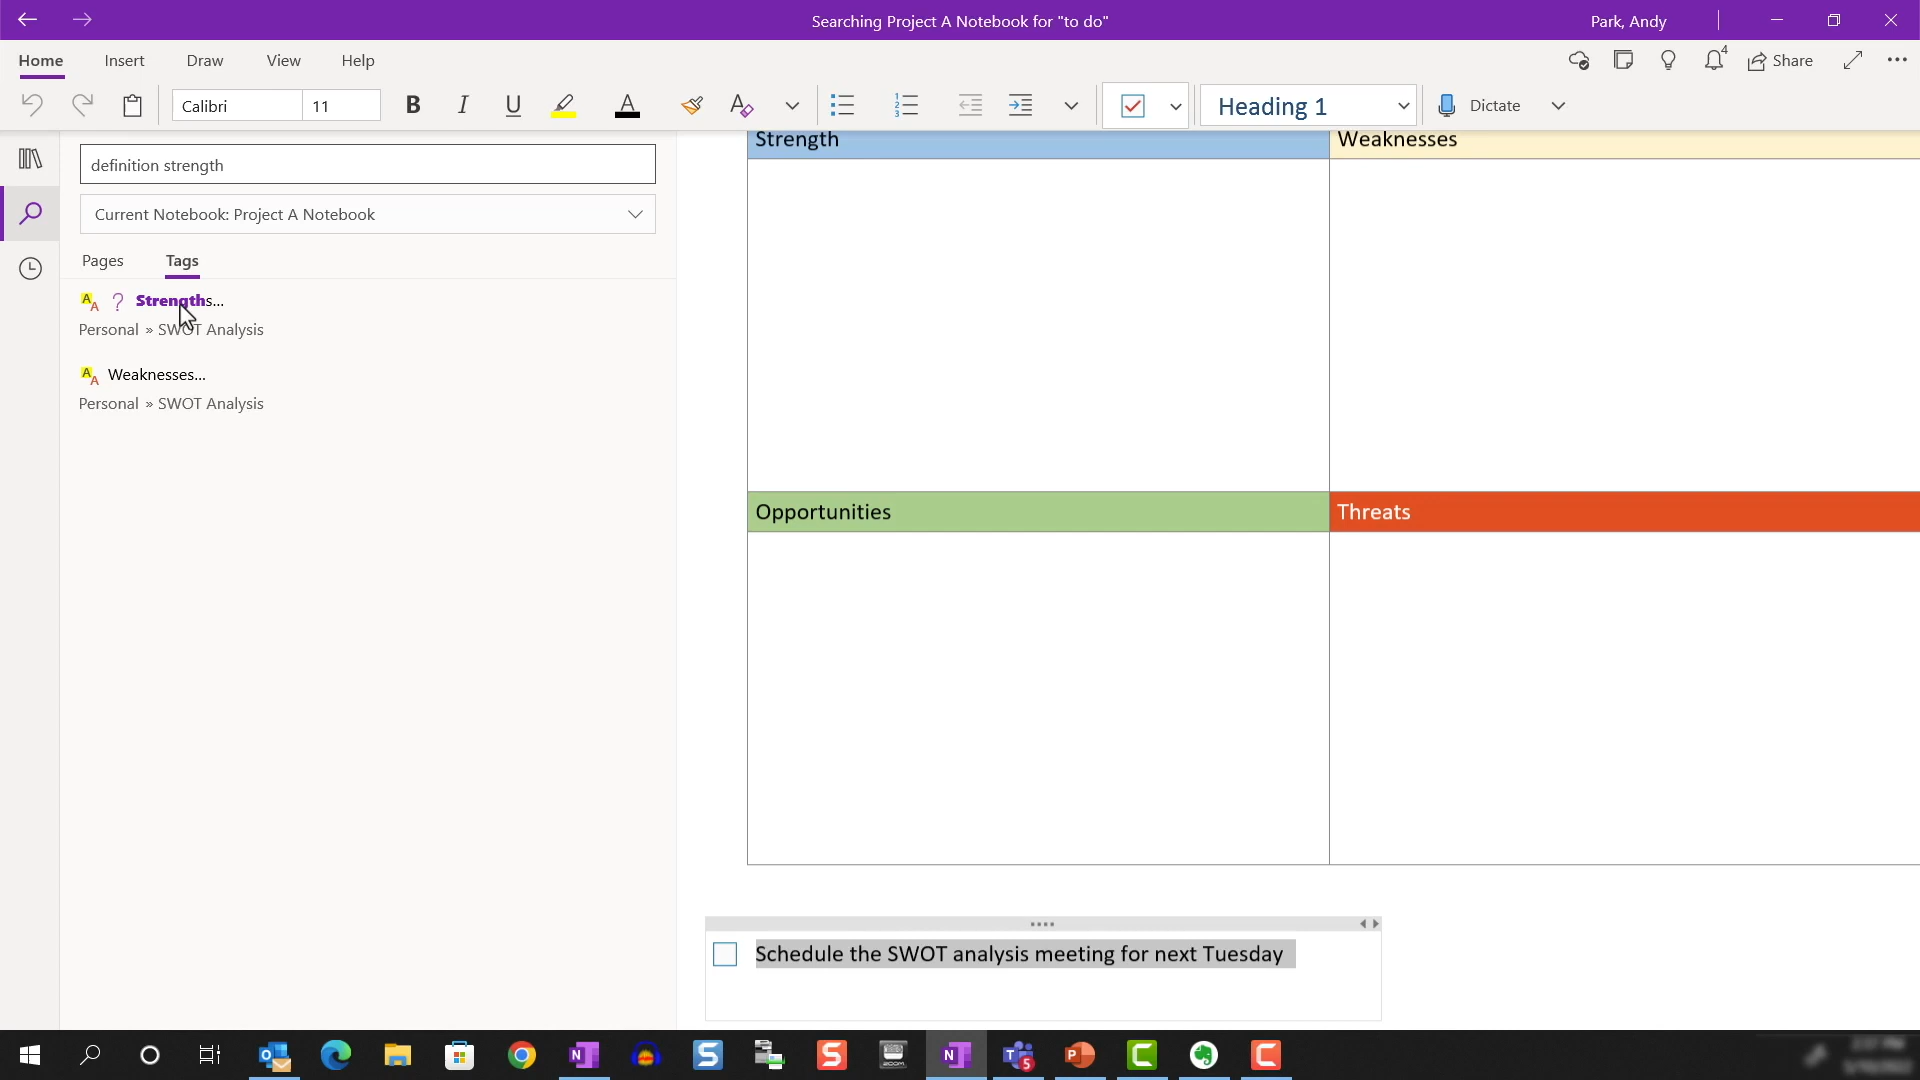 Searching Project A Notebook for "to do"
Park, Andy
Home Insert Draw View Help
4
Share
Calibri 11 B I U A A Heading 1 Dictate
definition strength
Current Notebook: Project A Notebook
Pages Tags
? Strengths...
Personal » SWOT Analysis
Weaknesses...
Personal » SWOT Analysis
Strength Weaknesses
Opportunities Threats
Schedule the SWOT analysis meeting for next Tuesday